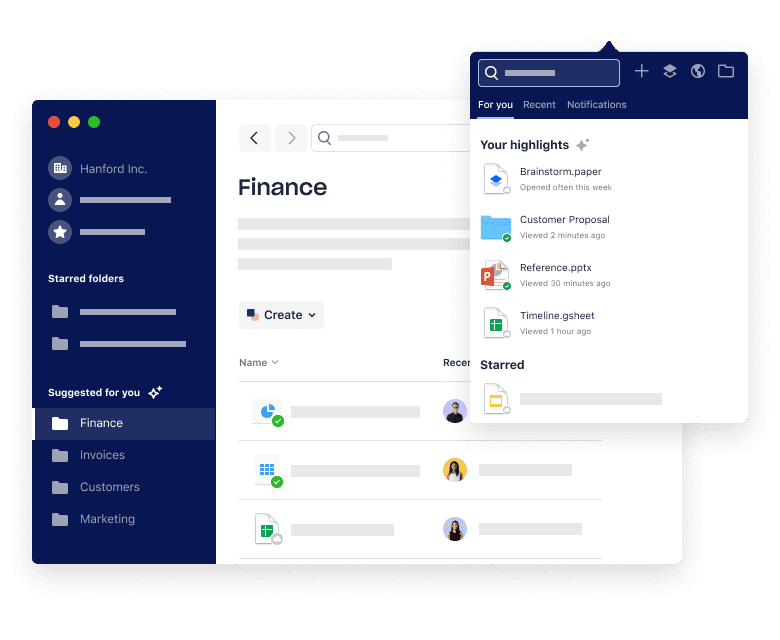 Hanford Inc.
Starred folders
Suggested for you
Finance
Invoices
Customers
Marketing
Finance
Create
Name
Recen
For you
Recent
Notifications
Your highlights
Brainstorm.paper
Opened often this week
Customer Proposal
Viewed 2 minutes ago
Reference.pptx
Viewed 30 minutes ago
P
Timeline.gsheet
Viewed 1 hour ago
Starred